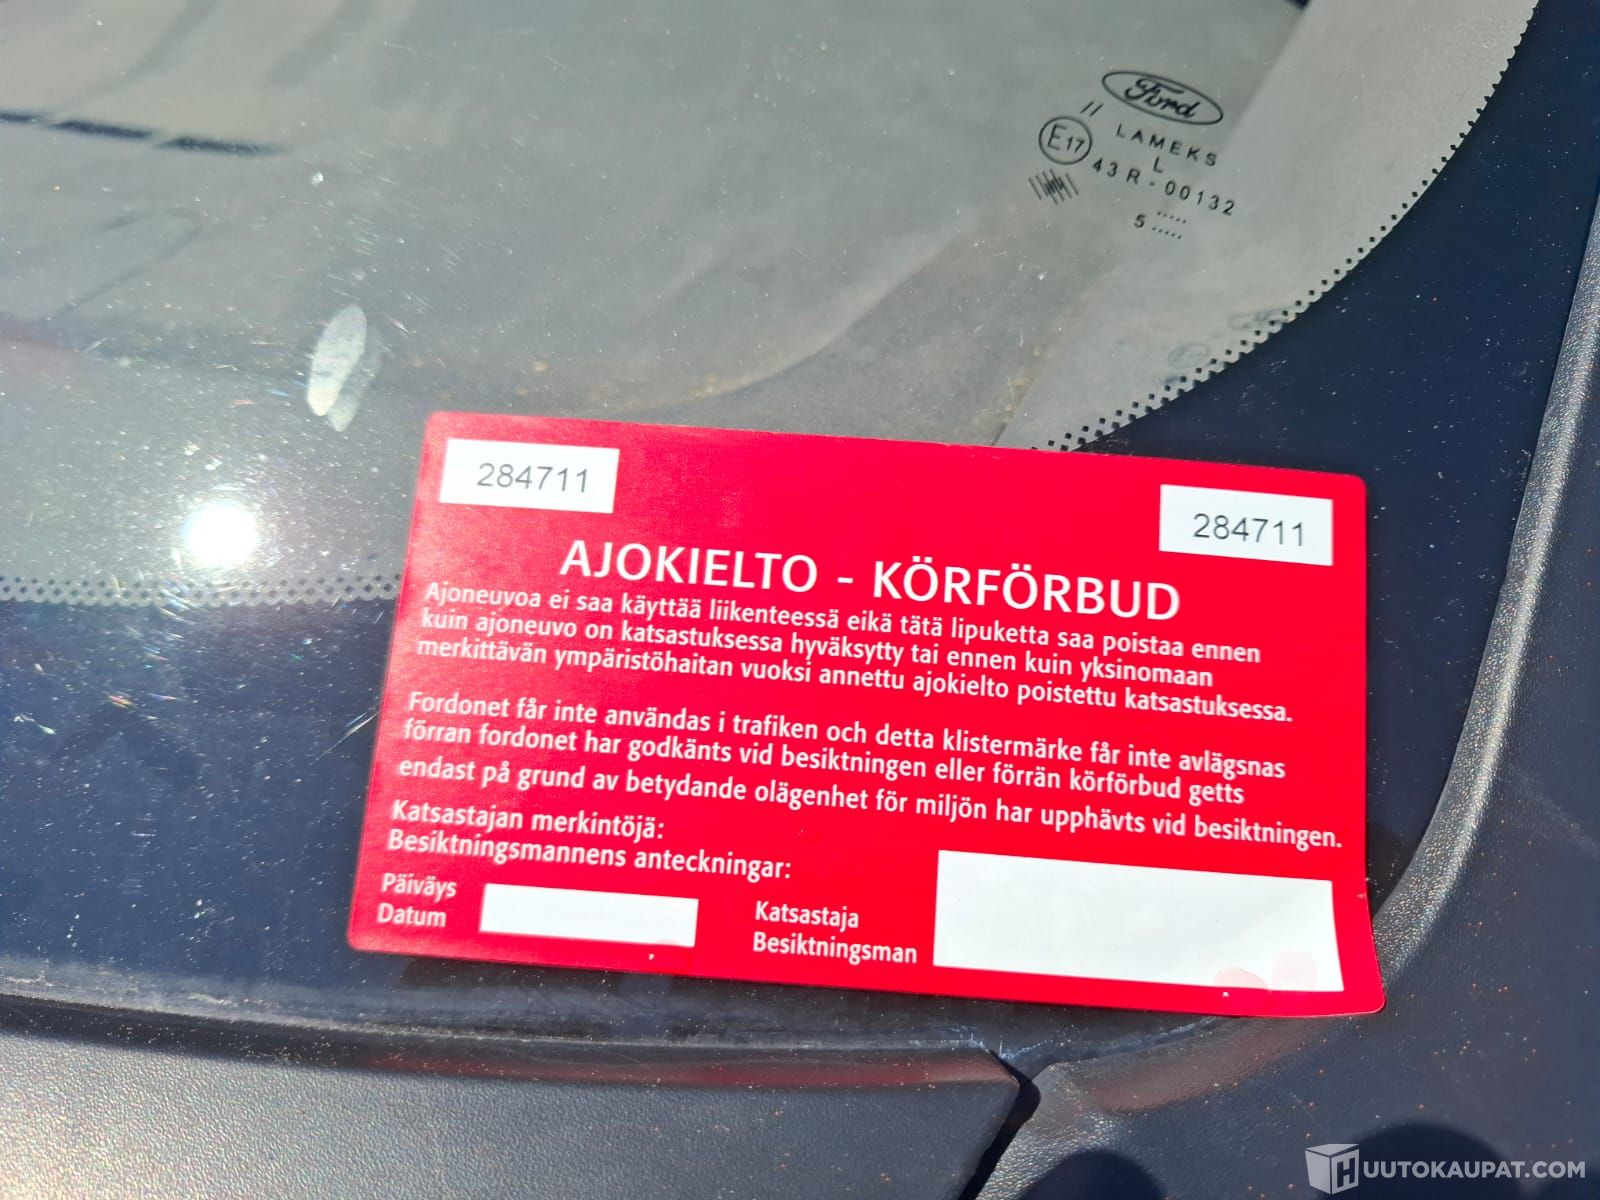 Ford
//
LAMEKS
E17
L
43R-00132
5.....
284711
284711
AJOKIELTO - KÖRFÖRBUD
Ajoneuvoa ei saa käyttää liikenteessä eikä tätä lipuketta saa poistaa ennen
kuin ajoneuvo on katsastuksessa hyväksytty tai ennen kuin yksinomaan
merkittävän ympäristöhaitan vuoksi annettu ajokielto poistettu katsastuksessa.
Fordonet får inte användas i trafiken och detta klistermärke får inte avlägsnas
förran fordonet har godkänts vid besiktningen eller förrän körförbud getts
endast på grund av betydande olägenhet för miljön har upphävts vid besiktningen.
Katsastajan merkintöjä:
Besiktningsmannens anteckningar:
Päiväys
Datum
Katsastaja
Besiktningsman
HUUTOKAUPAT.COM